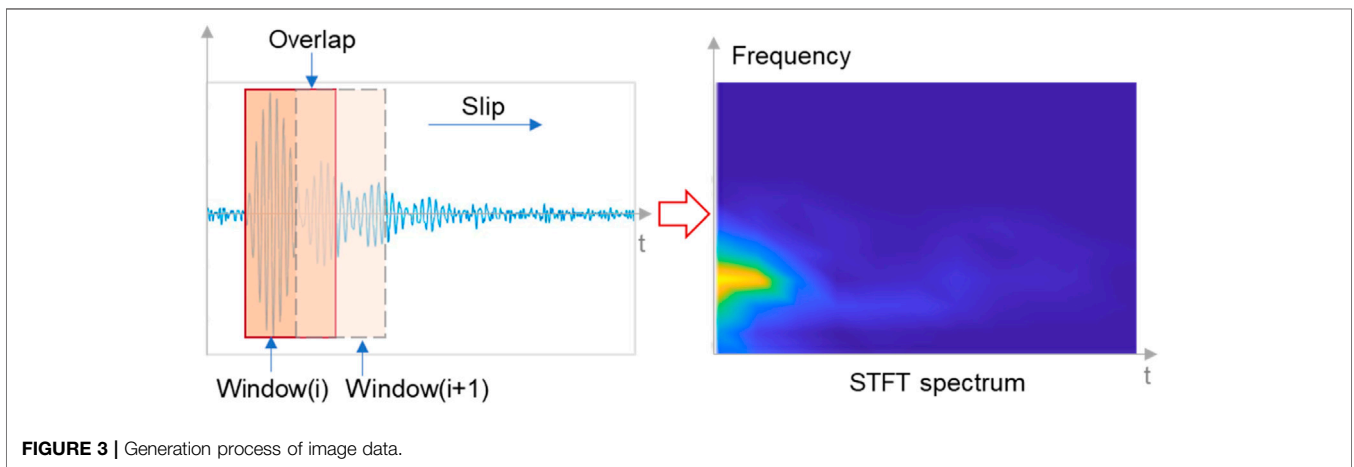 Overlap
Slip
t
Window(i)
Window(i+1)
Frequency
t
STFT spectrum
FIGURE 3 | Generation process of image data.